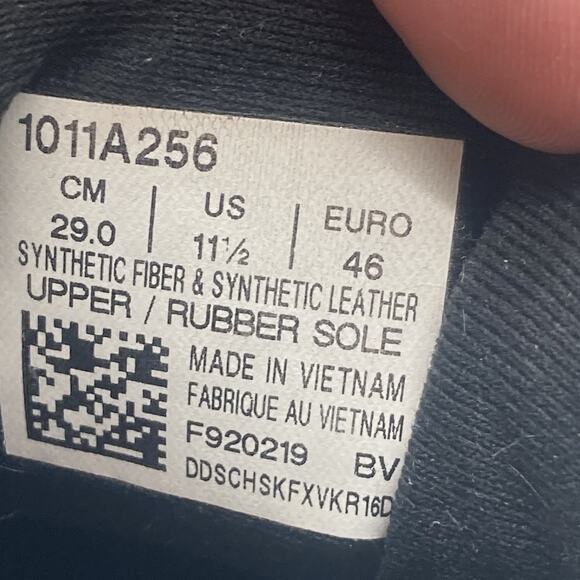 1011A256
CM | US | EURO
29.0 | 11½ | 46
SYNTHETIC FIBER & SYNTHETIC LEATHER
UPPER / RUBBER SOLE
MADE IN VIETNAM
FABRIQUE AU VIETNAM
F920219 BV
DDSCHSKFXVKR16D